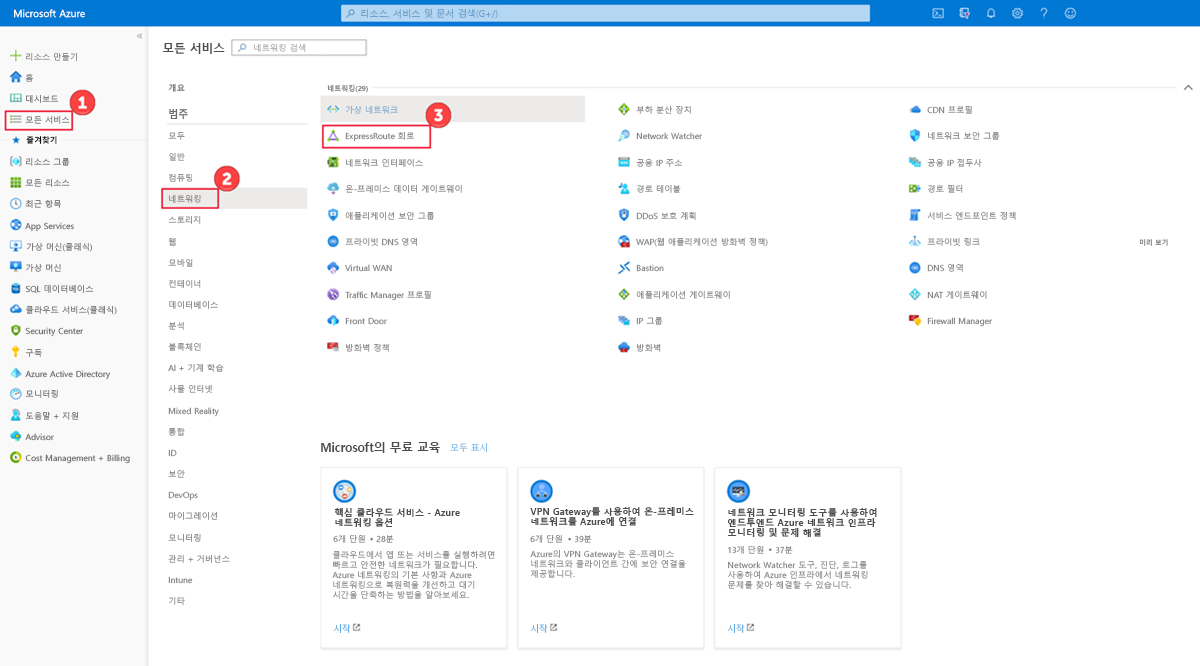 Microsoft Azure
리소스, 서비스 및 문서 검색(G+/)
«
리소스 만들기
홈
대시보드
1
모든 서비스
즐겨찾기
리소스 그룹
모든 리소스
최근 항목
App Services
가상 머신(클래식)
가상 머신
SQL 데이터베이스
클라우드 서비스(클래식)
Security Center
구독
Azure Active Directory
모니터링
도움말 + 지원
Advisor
Cost Management + Billing
모든 서비스
네트워킹 검색
개요
범주
모두
일반
컴퓨팅
2
네트워킹
스토리지
웹
모바일
컨테이너
데이터베이스
분석
블록체인
AI + 기계 학습
사물 인터넷
Mixed Reality
통합
ID
보안
DevOps
마이그레이션
모니터링
관리 + 거버넌스
Intune
기타
네트워킹(29)
가상 네트워크
3
ExpressRoute 회로
네트워크 인터페이스
온-프레미스 데이터 게이트웨이
애플리케이션 보안 그룹
프라이빗 DNS 영역
Virtual WAN
Traffic Manager 프로필
Front Door
방화벽 정책
부하 분산 장치
Network Watcher
공용 IP 주소
경로 테이블
DDoS 보호 계획
WAP(웹 애플리케이션 방화벽 정책)
Bastion
애플리케이션 게이트웨이
IP 그룹
방화벽
CDN 프로필
네트워크 보안 그룹
공용 IP 접두사
경로 필터
서비스 엔드포인트 정책
프라이빗 링크
미리 보기
DNS 영역
NAT 게이트웨이
Firewall Manager
Microsoft의 무료 교육 모두 표시
핵심 클라우드 서비스 - Azure
네트워킹 옵션
6개 단원 • 28분
클라우드에서 앱 또는 서비스를 실행하려면
빠르고 안전한 네트워크가 필요합니다.
Azure 네트워킹의 기본 사항과 Azure
네트워킹으로 복원력을 개선하고 대기
시간을 단축하는 방법을 알아보세요.
시작
VPN Gateway를 사용하여 온-프레미스
네트워크를 Azure에 연결
6개 단원 • 39분
Azure의 VPN Gateway는 온-프레미스
네트워크와 클라이언트 간에 보안 연결을
제공합니다.
시작
네트워크 모니터링 도구를 사용하여
엔드투엔드 Azure 네트워크 인프라
모니터링 및 문제 해결
13개 단원 • 37분
Network Watcher 도구, 진단, 로그를
사용하여 Azure 인프라에서 네트워킹
문제를 찾아 해결할 수 있습니다.
시작